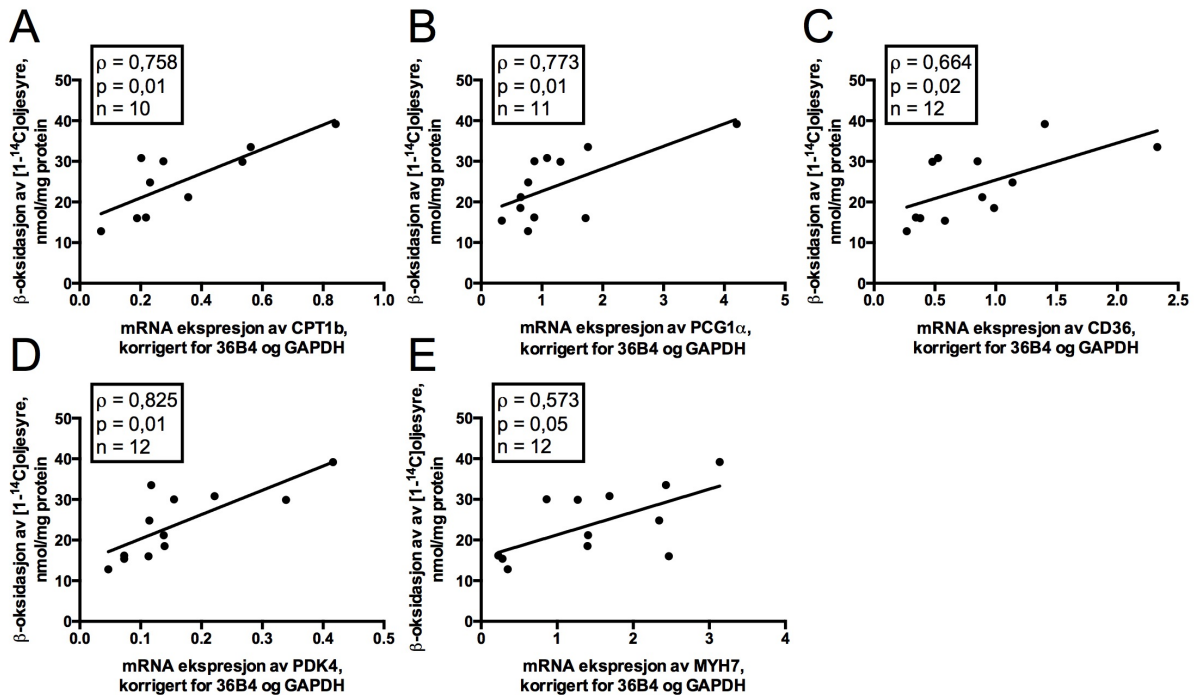 A
ρ = 0,758
p = 0,01
n = 10
β-oksidasjon av [1-¹⁴C]oljesyre,
nmol/mg protein
50
40
30
20
10
0
0.0 0.2 0.4 0.6 0.8 1.0
mRNA ekspresjon av CPT1b,
korrigert for 36B4 og GAPDH
B
ρ = 0,773
p = 0,01
n = 11
β-oksidasjon av [1-¹⁴C]oljesyre,
nmol/mg protein
50
40
30
20
10
0
0 1 2 3 4 5
mRNA ekspresjon av PCG1α,
korrigert for 36B4 og GAPDH
C
ρ = 0,664
p = 0,02
n = 12
β-oksidasjon av [1-¹⁴C]oljesyre,
nmol/mg protein
50
40
30
20
10
0
0.0 0.5 1.0 1.5 2.0 2.5
mRNA ekspresjon av CD36,
korrigert for 36B4 og GAPDH
D
ρ = 0,825
p = 0,01
n = 12
β-oksidasjon av [1-¹⁴C]oljesyre,
nmol/mg protein
50
40
30
20
10
0
0.0 0.1 0.2 0.3 0.4 0.5
mRNA ekspresjon av PDK4,
korrigert for 36B4 og GAPDH
E
ρ = 0,573
p = 0,05
n = 12
β-oksidasjon av av [1-¹⁴C]oljesyre,
nmol/mg protein
50
40
30
20
10
0
0 1 2 3 4
mRNA ekspresjon av MYH7,
korrigert for 36B4 og GAPDH